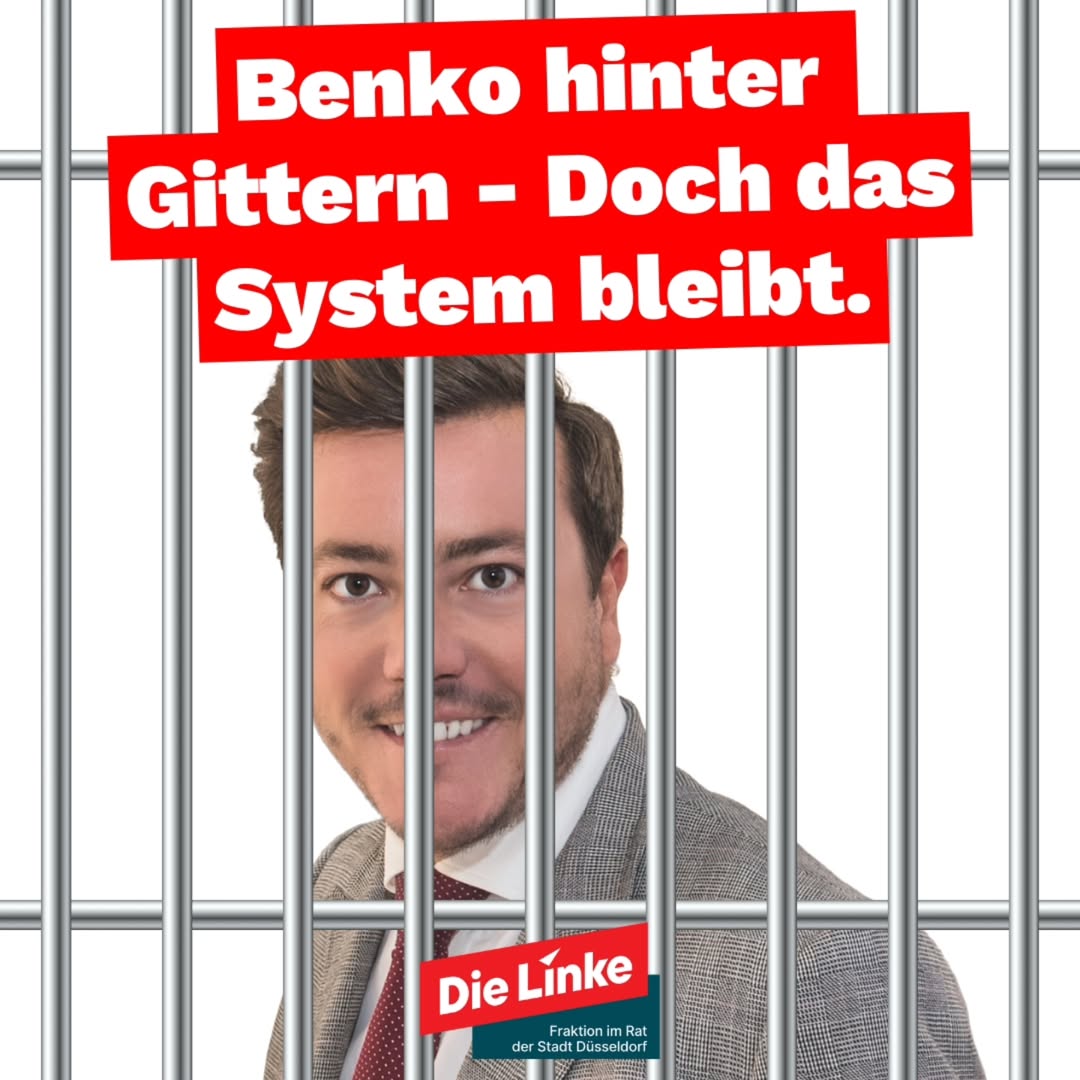 Benko hinter
Gittern - Doch das
System bleibt.
Die Linke
Fraktion im Rat
der Stadt Düsseldorf